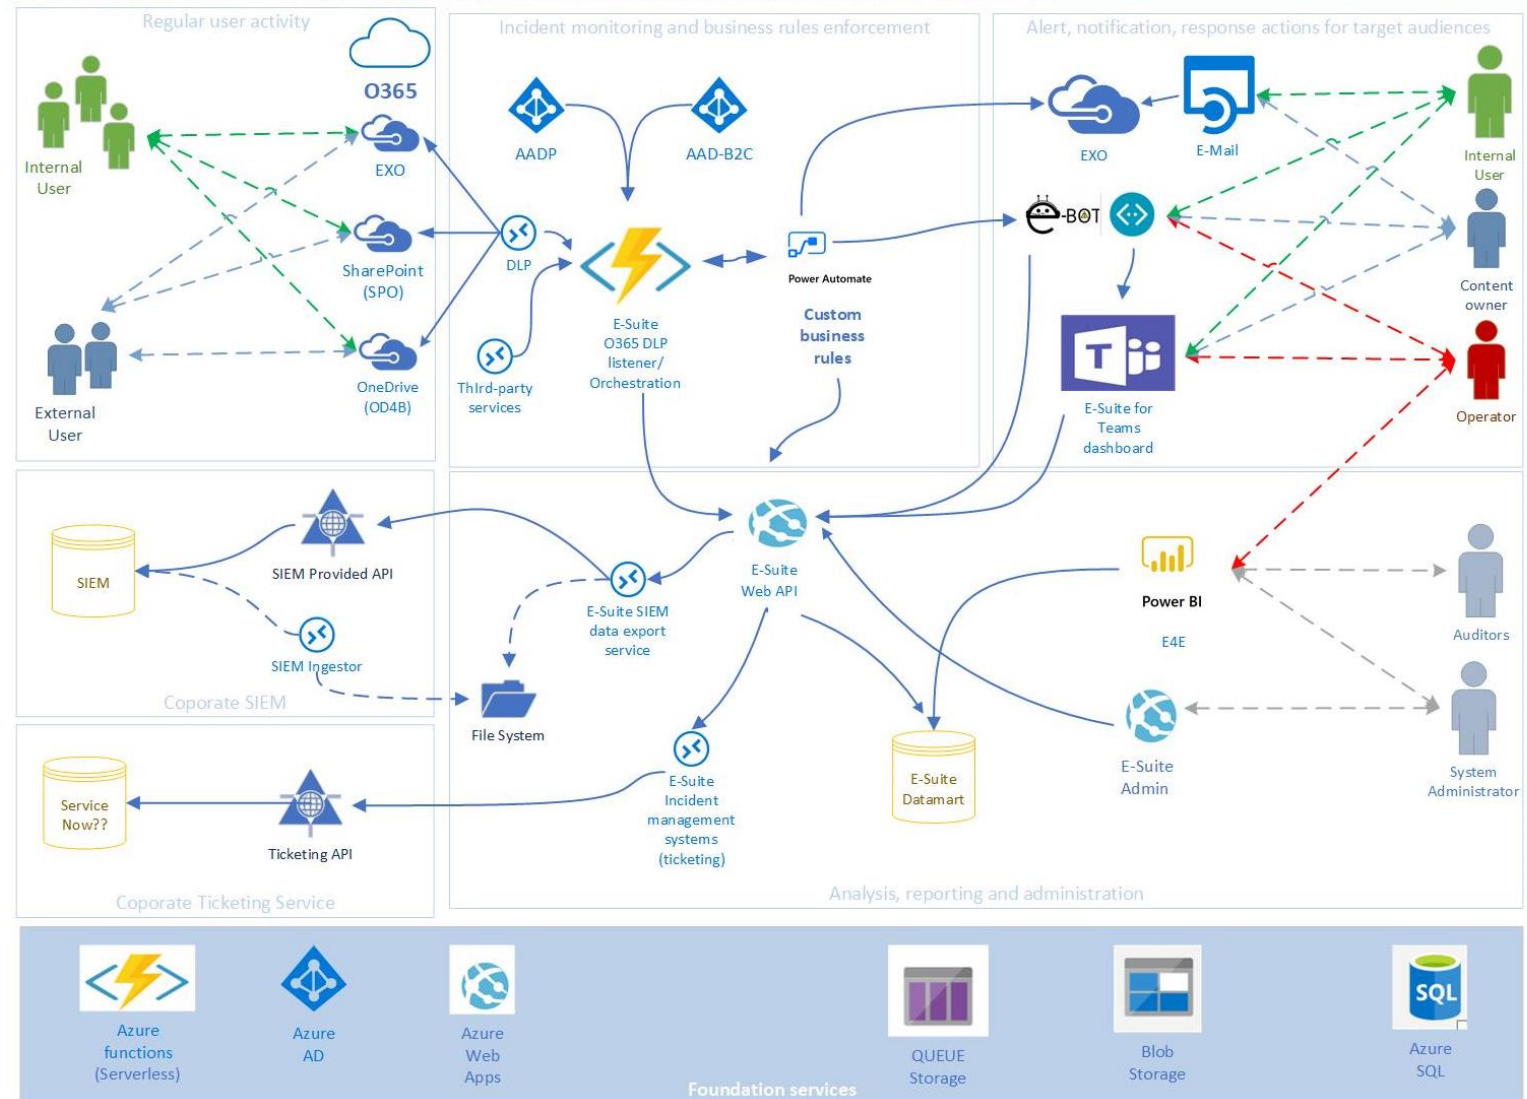 Regular user activity
O365
Internal
User
EXO
SharePoint
(SPO)
OneDrive
(OD4B)
External
User
Incident monitoring and business rules enforcement
AADP
AAD-B2C
DLP
ThIrd-party
services
E-Suite
O365 DLP
listener/
Orchestration
Power Automate
Custom
business
rules
Alert, notification, response actions for target audiences
EXO
E-Mail
Internal
User
e-BOT
Content
owner
T
E-Suite for
Teams
dashboard
Operator
SIEM
SIEM Provided API
SIEM Ingestor
Coporate SIEM
E-Suite
Web API
E-Suite SIEM
data export
service
File System
Power BI
E4E
Auditors
E-Suite
Admin
System
Administrator
E-Suite
Datamart
E-Suite
Incident
management
systems
(ticketing)
Analysis, reporting and administration
Service
Now??
Ticketing API
Coporate Ticketing Service
Azure
functions
(Serverless)
Azure
AD
Azure
Web
Apps
QUEUE
Storage
Blob
Storage
SQL
Azure
SQL
Foundation services